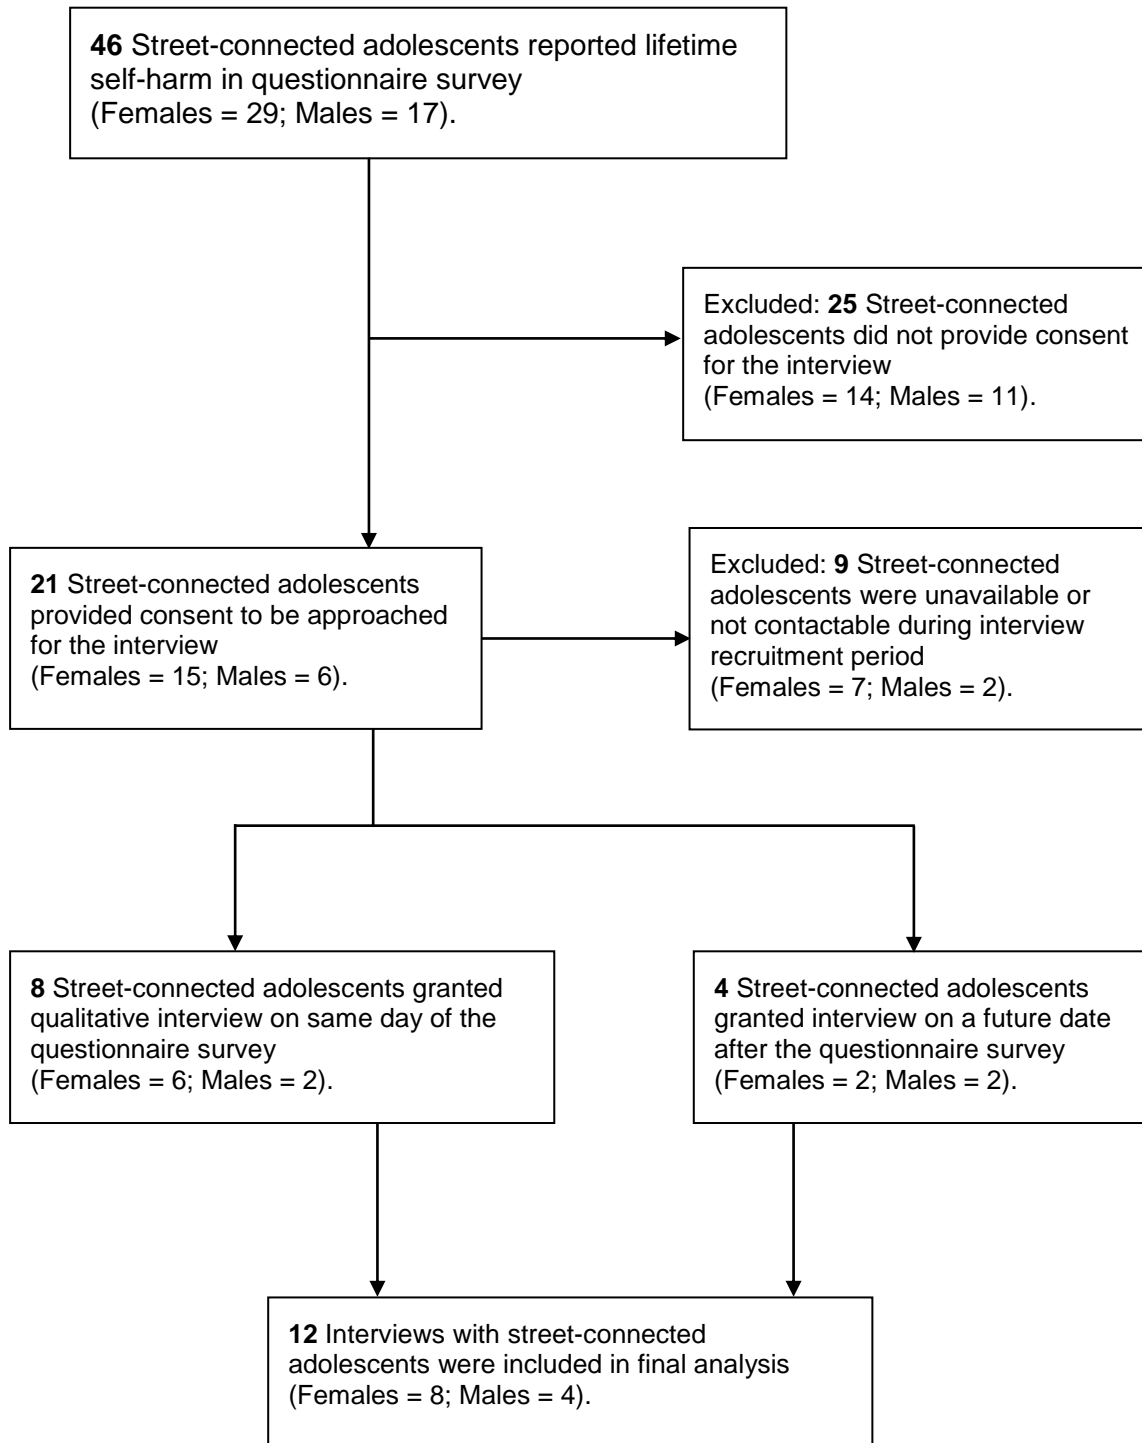 46 Street-connected adolescents reported lifetime
self-harm in questionnaire survey
(Females = 29; Males = 17).
Excluded: 25 Street-connected
adolescents did not provide consent
for the interview
(Females = 14; Males = 11).
21 Street-connected adolescents
provided consent to be approached
for the interview
(Females = 15; Males = 6).
Excluded: 9 Street-connected
adolescents were unavailable or
not contactable during interview
recruitment period
(Females = 7; Males = 2).
8 Street-connected adolescents granted
qualitative interview on same day of the
questionnaire survey
(Females = 6; Males = 2).
4 Street-connected adolescents
granted interview on a future date
after the questionnaire survey
(Females = 2; Males = 2).
12 Interviews with street-connected
adolescents were included in final analysis
(Females = 8; Males = 4).